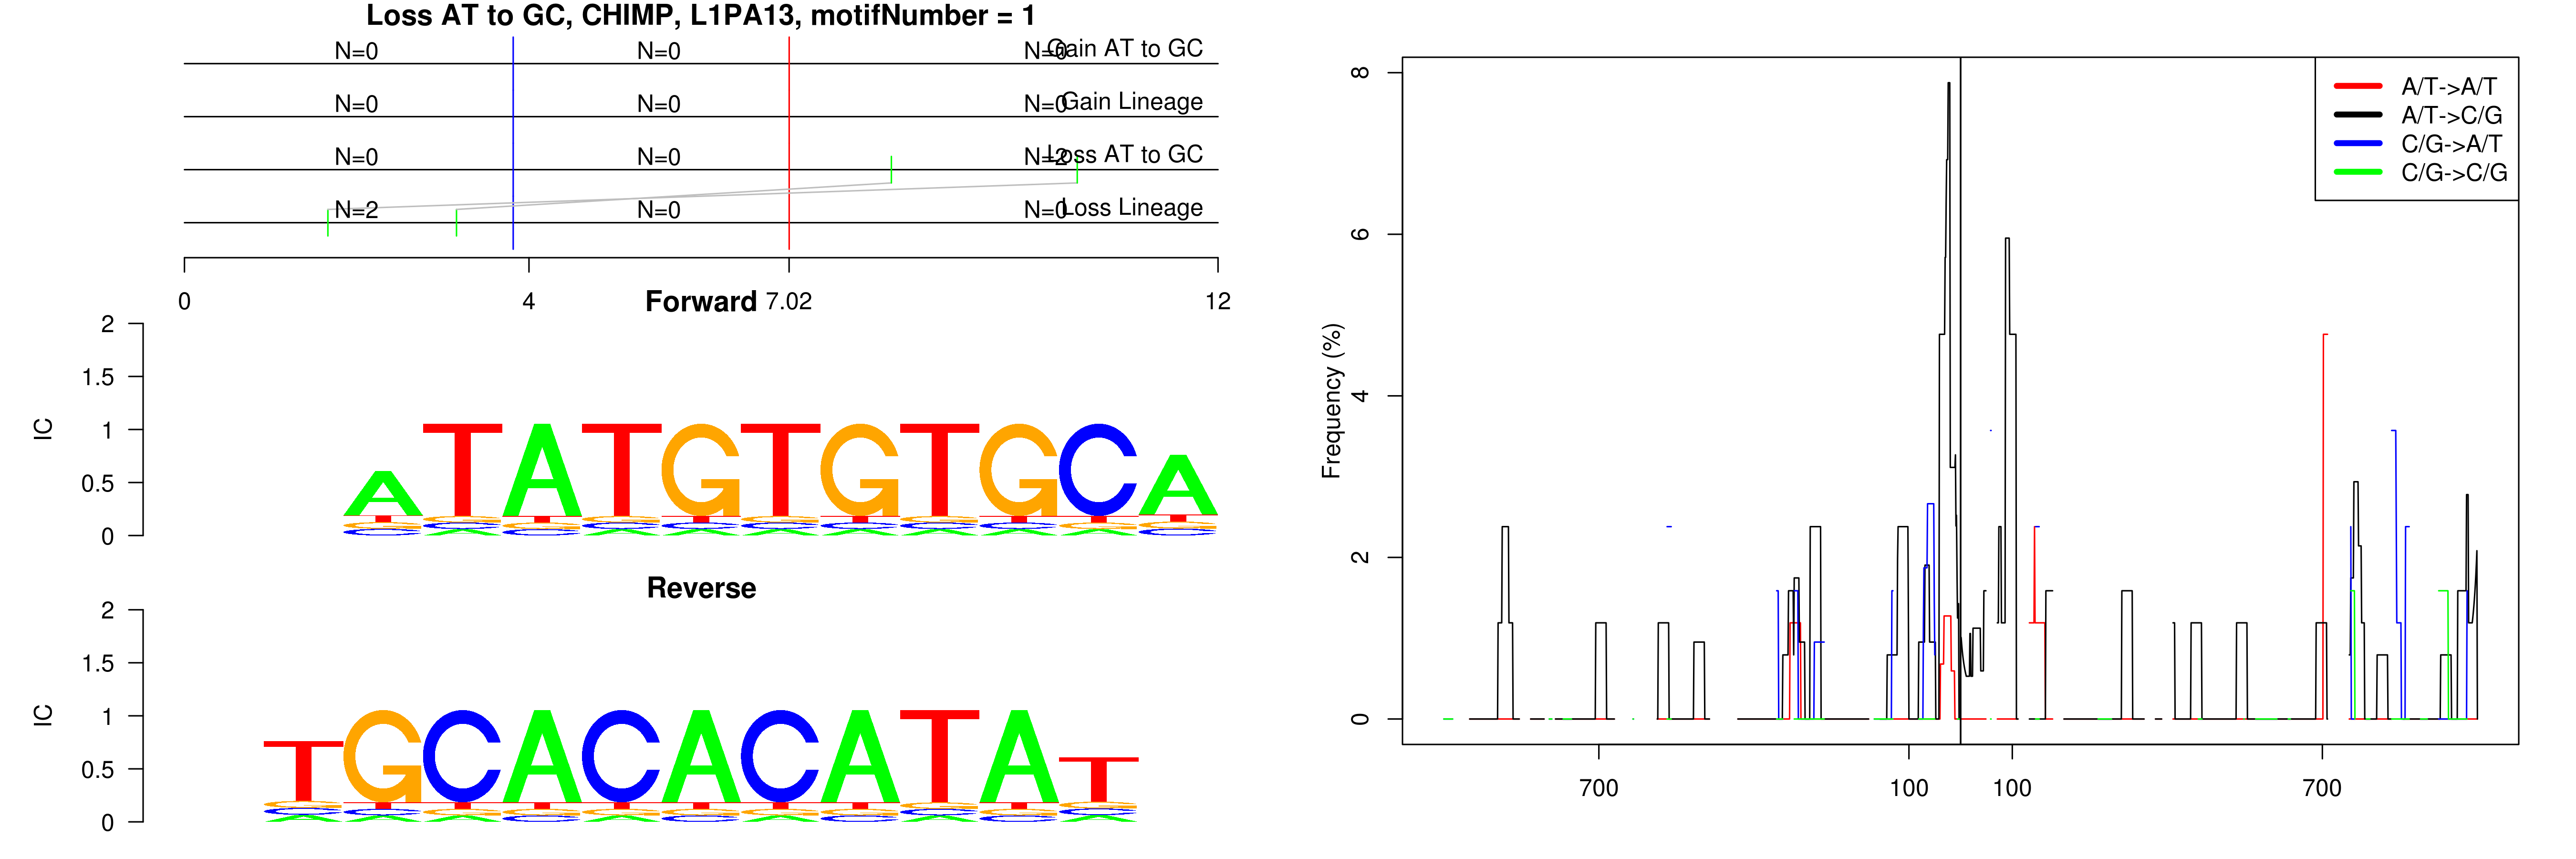 Loss AT to GC, CHIMP, L1PA13, motifNumber = 1
N=0 N=0 N=0 Gain AT to GC
N=0 N=0 N=0 Gain Lineage
N=0 N=0 N=2 Loss AT to GC
N=2 N=0 N=0 Loss Lineage
0 4 7.02 12
Forward
IC
2
1.5
1
0.5
0
ATATGTGTGCA
Reverse
IC
2
1.5
1
0.5
0
TGCACACATAT
Frequency (%)
8
6
4
2
0
700 100 100 700
A/T->A/T
A/T->C/G
C/G->A/T
C/G->C/G